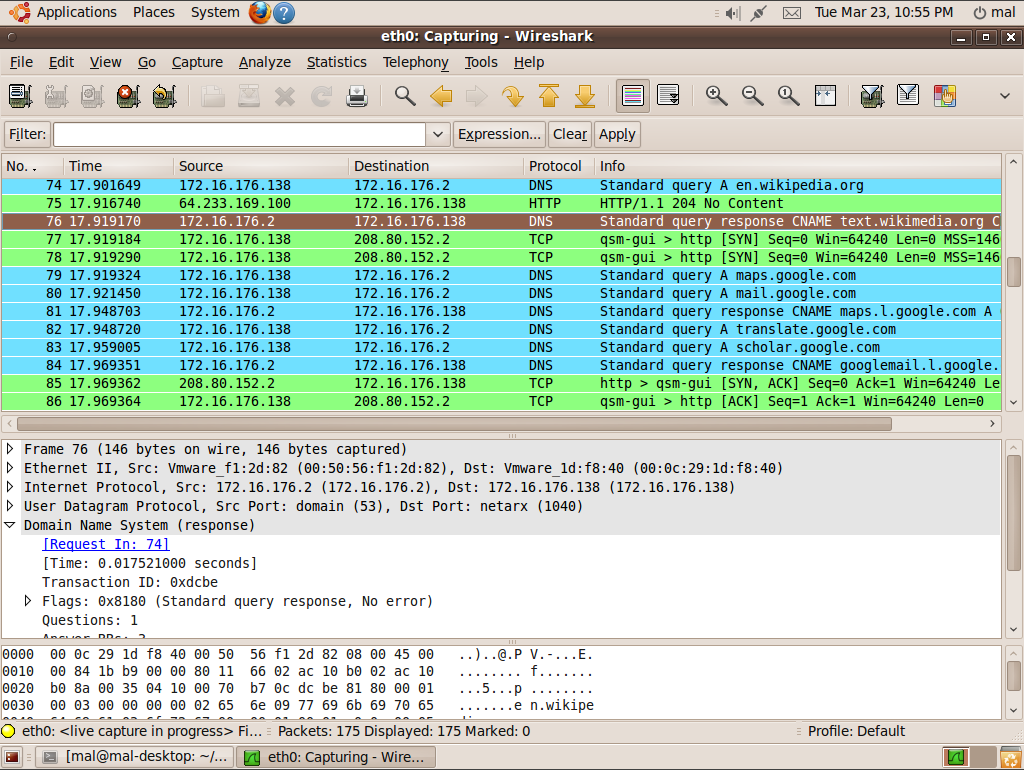 Applications Places System Tue Mar 23, 10:55 PM mal
eth0: Capturing - Wireshark
File Edit View Go Capture Analyze Statistics Telephony Tools Help
Filter: Expression... Clear Apply
No. Time Source Destination Protocol Info
74 17.901649 172.16.176.138 172.16.176.2 DNS Standard query A en.wikipedia.org
75 17.916740 64.233.169.100 172.16.176.138 HTTP HTTP/1.1 204 No Content
76 17.919170 172.16.176.2 172.16.176.138 DNS Standard query response CNAME text.wikimedia.org C
77 17.919184 172.16.176.138 208.80.152.2 TCP qsm-gui > http [SYN] Seq=0 Win=64240 Len=0 MSS=146
78 17.919290 172.16.176.138 208.80.152.2 TCP qsm-gui > http [SYN] Seq=0 Win=64240 Len=0 MSS=146
79 17.919324 172.16.176.138 172.16.176.2 DNS Standard query A maps.google.com
80 17.921450 172.16.176.138 172.16.176.2 DNS Standard query A mail.google.com
81 17.948703 172.16.176.2 172.16.176.138 DNS Standard query response CNAME maps.l.google.com A
82 17.948720 172.16.176.138 172.16.176.2 DNS Standard query A translate.google.com
83 17.959005 172.16.176.138 172.16.176.2 DNS Standard query A scholar.google.com
84 17.969351 172.16.176.2 172.16.176.138 DNS Standard query response CNAME googlemail.l.google.
85 17.969362 208.80.152.2 172.16.176.138 TCP http > qsm-gui [SYN, ACK] Seq=0 Ack=1 Win=64240 Le
86 17.969364 172.16.176.138 208.80.152.2 TCP qsm-gui > http [ACK] Seq=1 Ack=1 Win=64240 Len=0
Frame 76 (146 bytes on wire, 146 bytes captured)
Ethernet II, Src: Vmware_f1:2d:82 (00:50:56:f1:2d:82), Dst: Vmware_1d:f8:40 (00:0c:29:1d:f8:40)
Internet Protocol, Src: 172.16.176.2 (172.16.176.2), Dst: 172.16.176.138 (172.16.176.138)
User Datagram Protocol, Src Port: domain (53), Dst Port: netarx (1040)
Domain Name System (response)
[Request In: 74]
[Time: 0.017521000 seconds]
Transaction ID: 0xdcbe
Flags: 0x8180 (Standard query response, No error)
Questions: 1
0000 00 0c 29 1d f8 40 00 50 56 f1 2d 82 08 00 45 00 ..)..@.P V.-...E.
0010 00 84 1b b9 00 00 80 11 66 02 ac 10 b0 02 ac 10 ........ f.......
0020 b0 8a 00 35 04 10 00 70 b7 0c dc be 81 80 00 01 ...5...p ........
0030 00 03 00 00 00 00 02 65 6e 09 77 69 6b 69 70 65 .......e n.wikipe
eth0: <live capture in progress> Fi... Packets: 175 Displayed: 175 Marked: 0 Profile: Default
[mal@mal-desktop: ~/... eth0: Capturing - Wire...